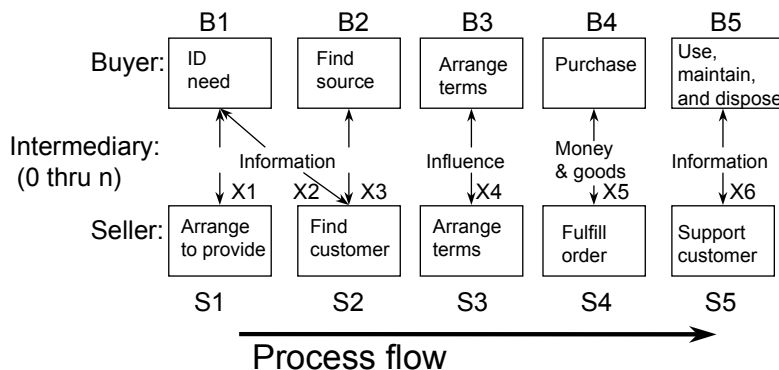 B1 B2 B3 B4 B5
Buyer:
ID
need
Find
source
Arrange
terms
Purchase
Use,
maintain,
and dispose
Intermediary:
(0 thru n)
Information
Influence
Money
& goods
Information
X1 X2 X3 X4 X5 X6
Seller:
Arrange
to provide
Find
customer
Arrange
terms
Fulfill
order
Support
customer
S1 S2 S3 S4 S5
Process flow